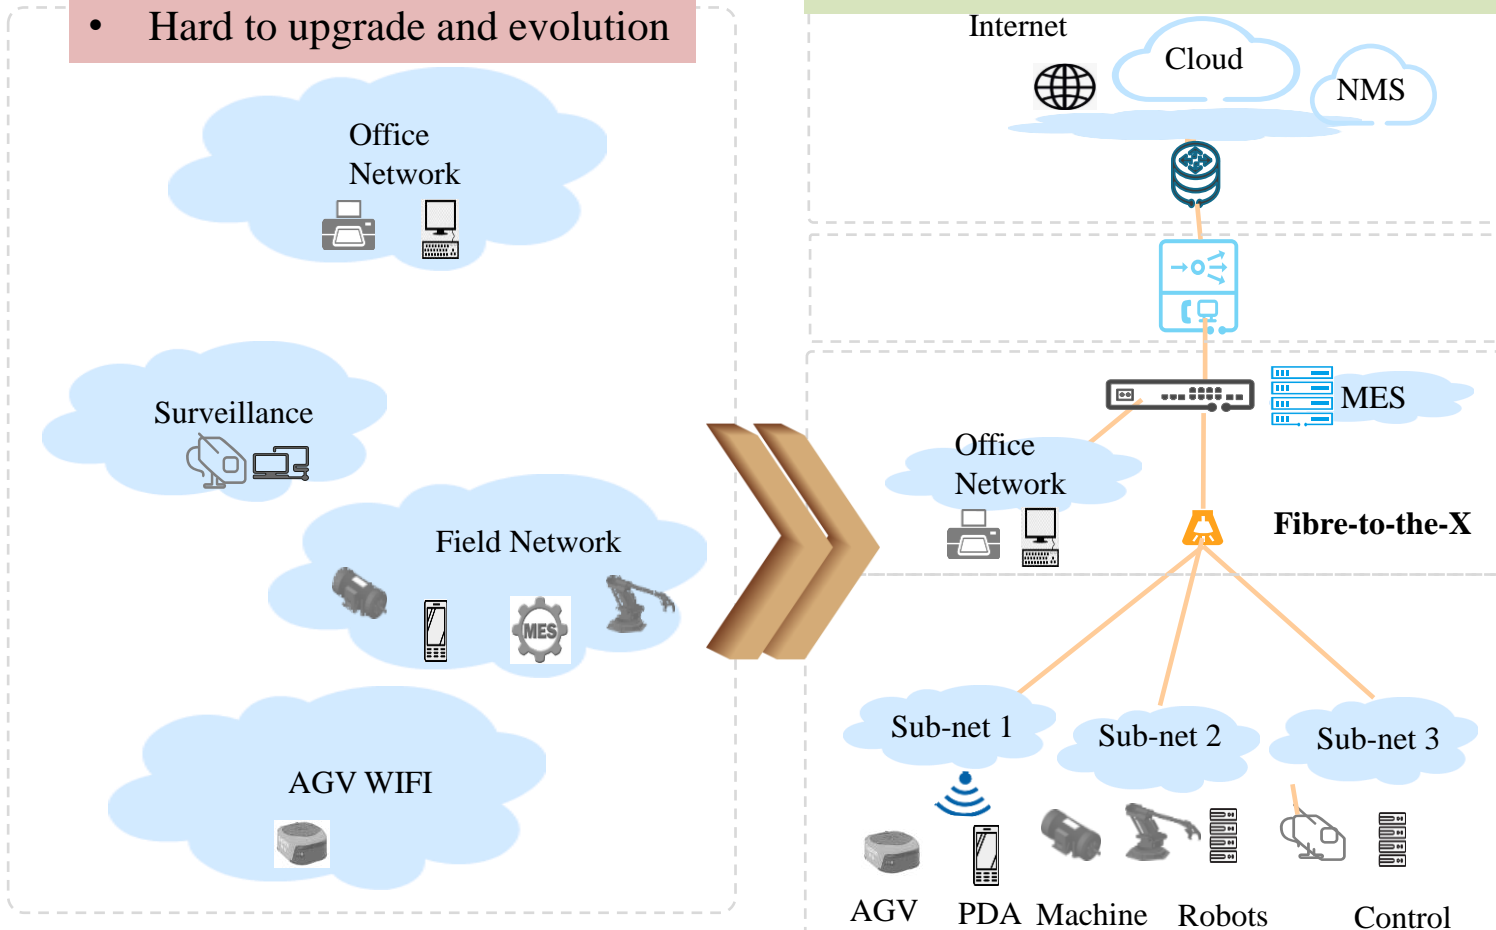 • Hard to upgrade and evolution
Office
Network
Surveillance
Field Network
MES
AGV WIFI
Internet
Cloud
NMS
MES
Office
Network
Fibre-to-the-X
Sub-net 1
Sub-net 2
Sub-net 3
AGV
PDA
Machine
Robots
Control